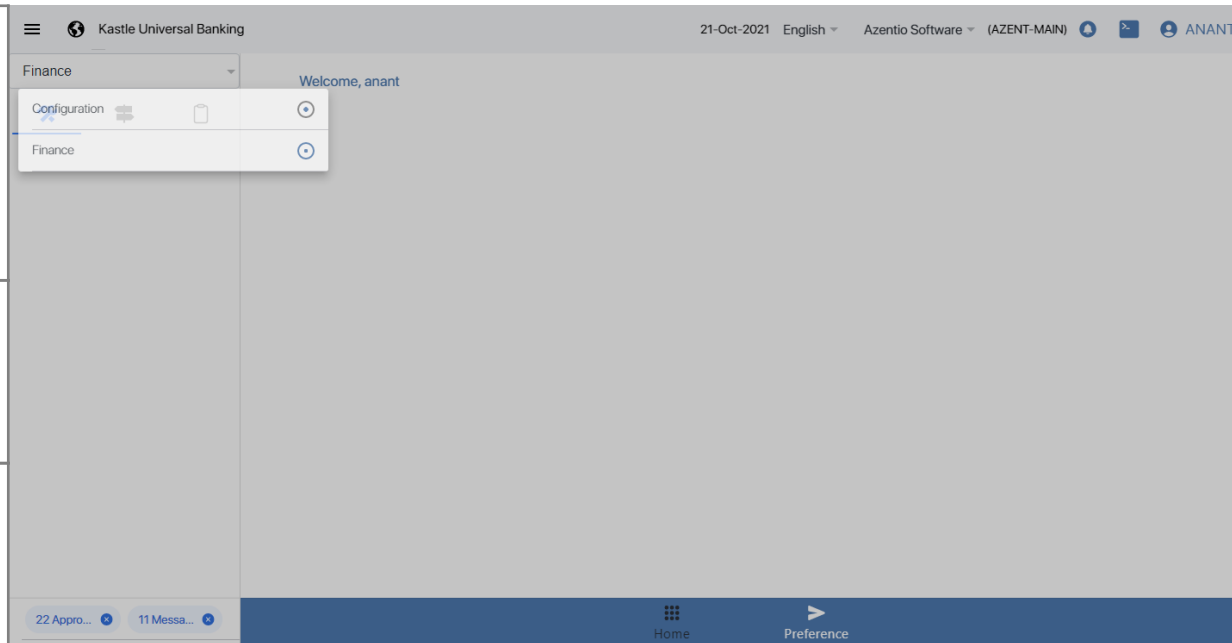 Kastle Universal Banking 21-Oct-2021 English Azentio Software (AZENT-MAIN) ANANT
Finance
Welcome, anant
Configuration
Finance
22 Appro... 11 Messa...
Home Preference